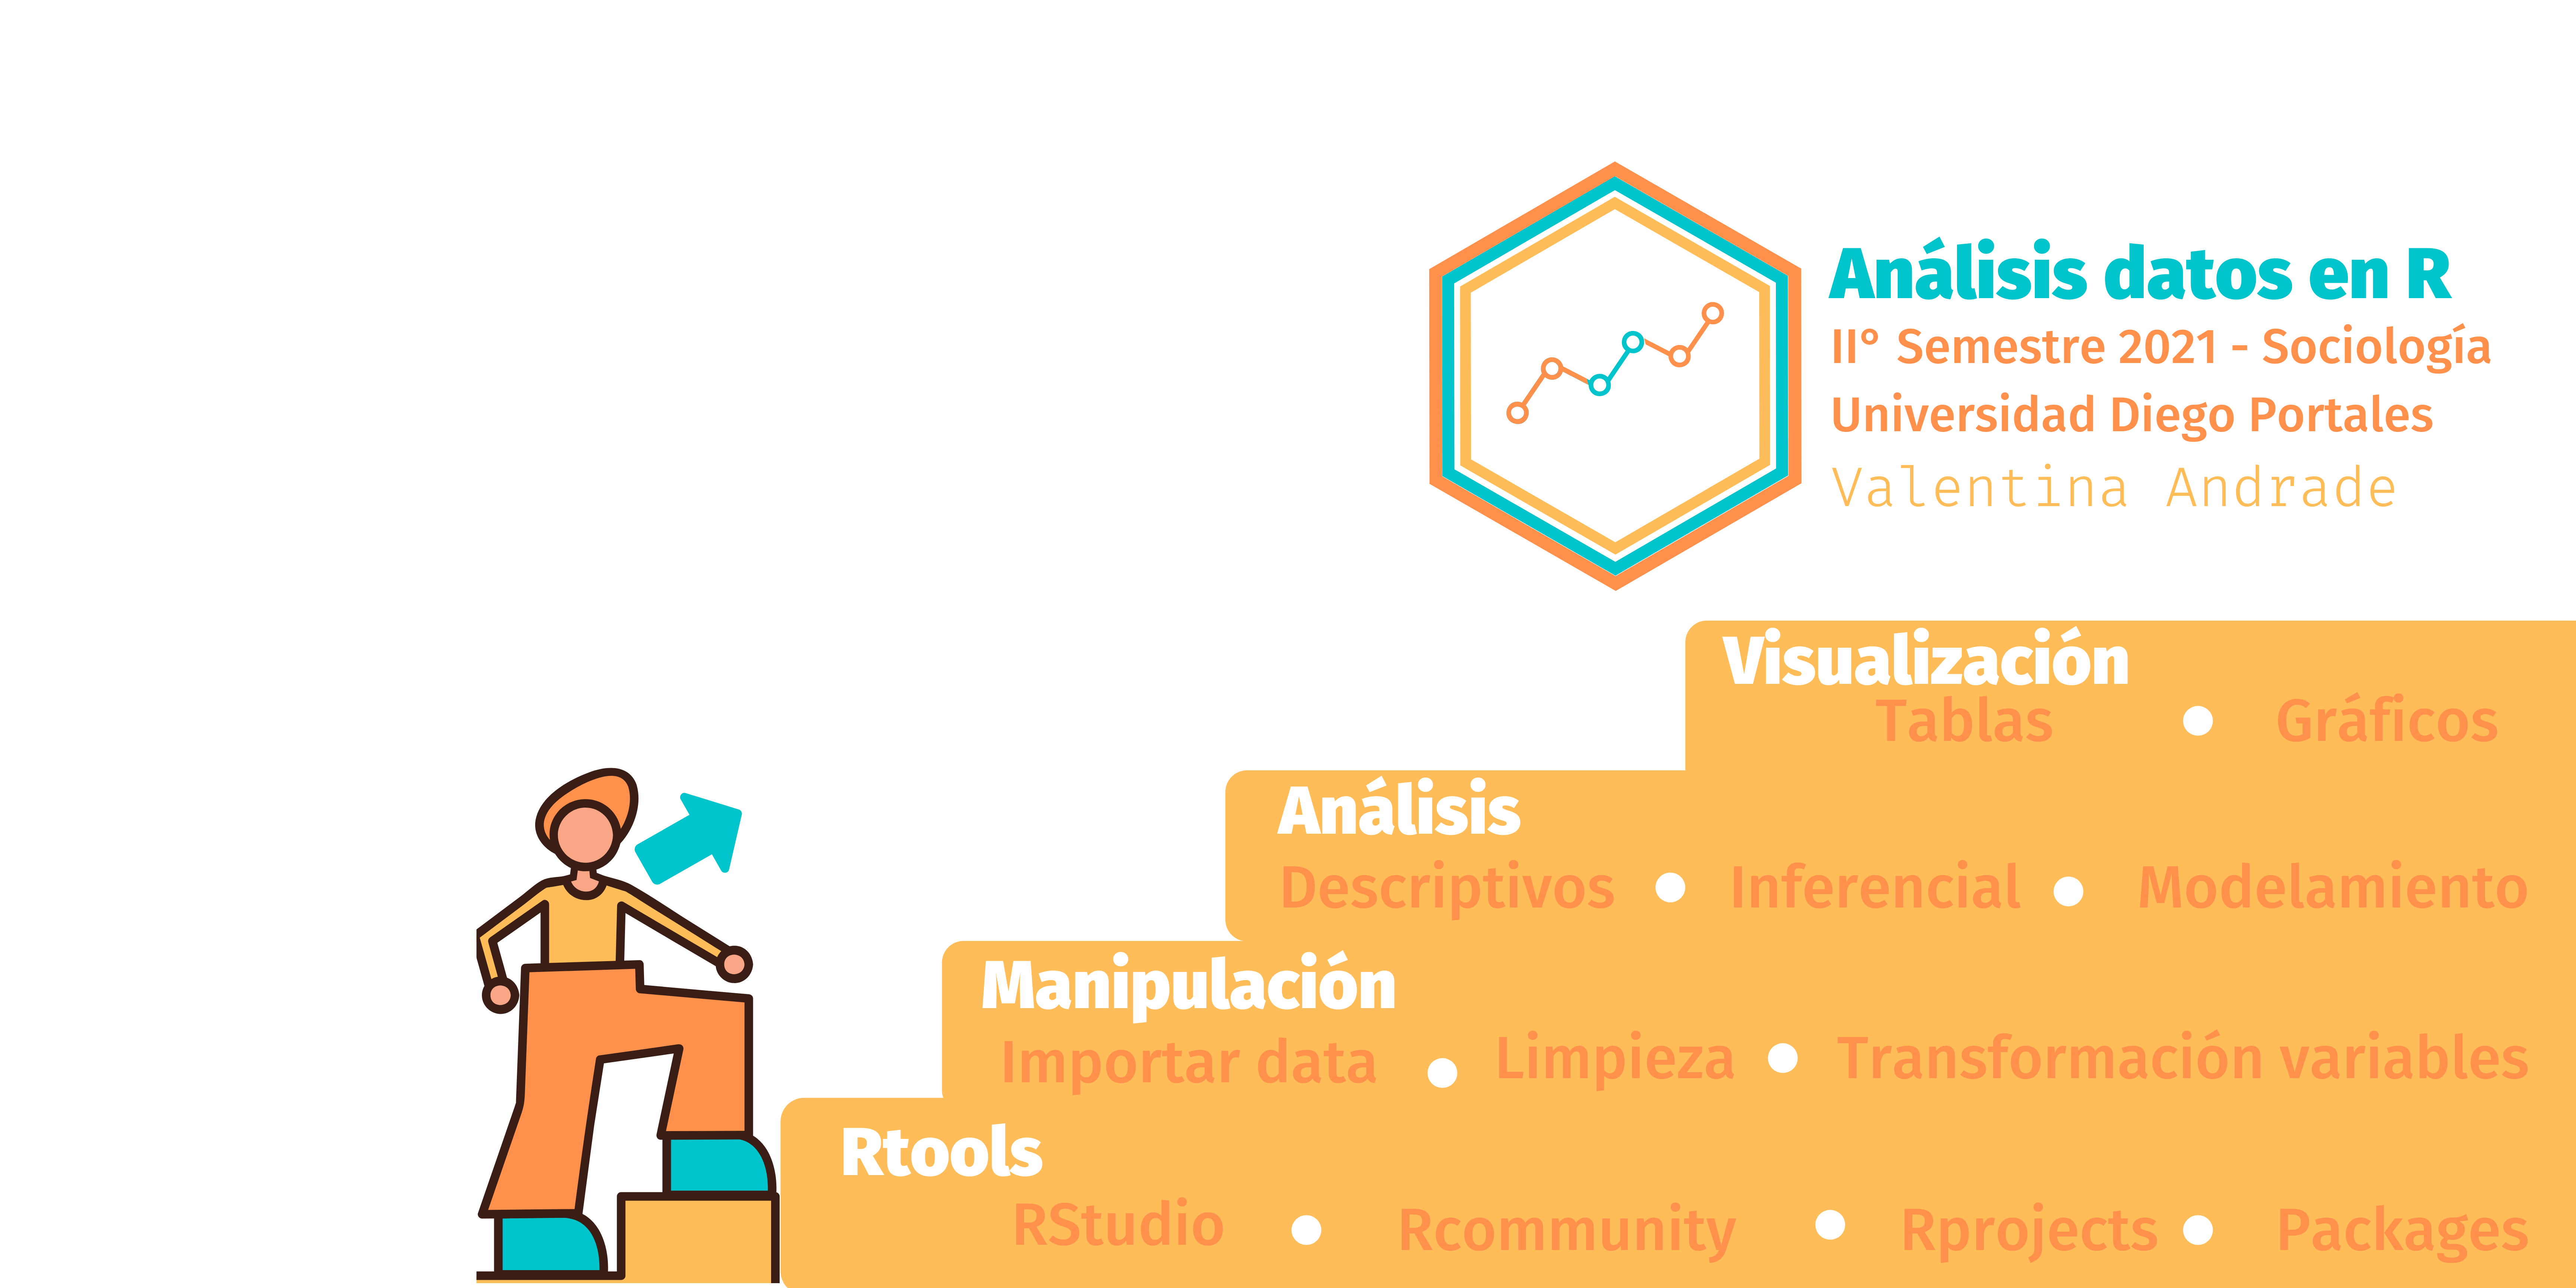 Análisis datos en R
II° Semestre 2021 - Sociología
Universidad Diego Portales
Valentina Andrade
Visualización
Tablas • Gráficos
Análisis
Descriptivos • Inferencial • Modelamiento
Manipulación
Importar data • Limpieza • Transformación variables
Rtools
RStudio • Rcommunity • Rprojects • Packages